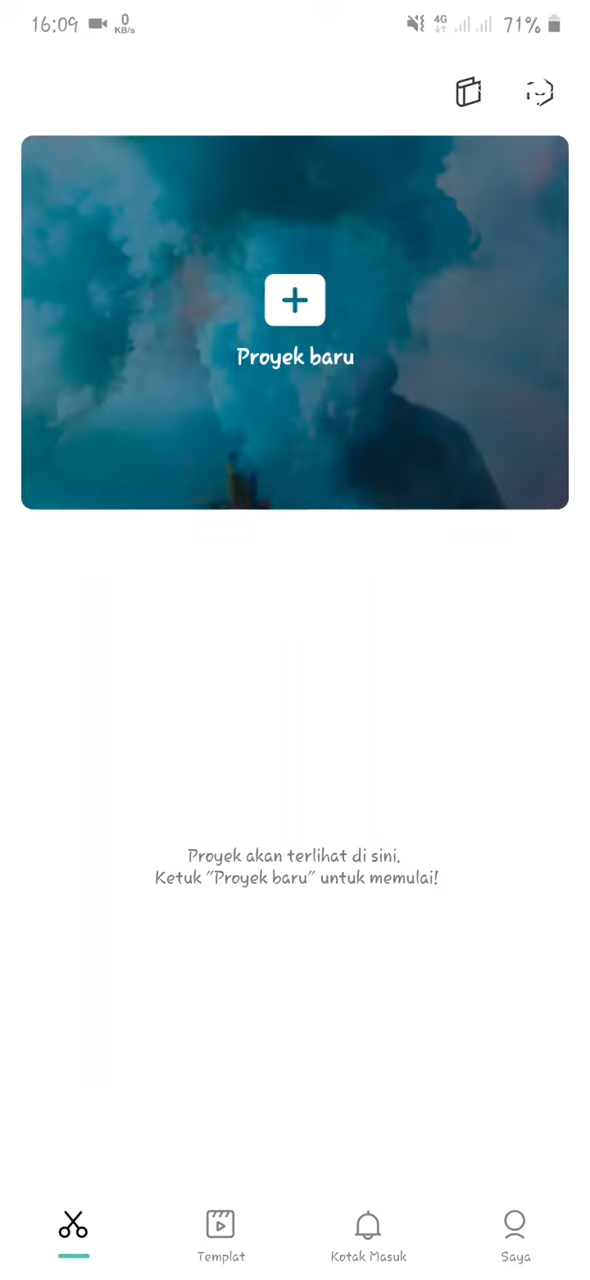 16:09 0 KB/s 4G 71%
Proyek baru
Proyek akan terlihat di sini.
Ketuk "Proyek baru" untuk memulai!
Templat Kotak Masuk Saya